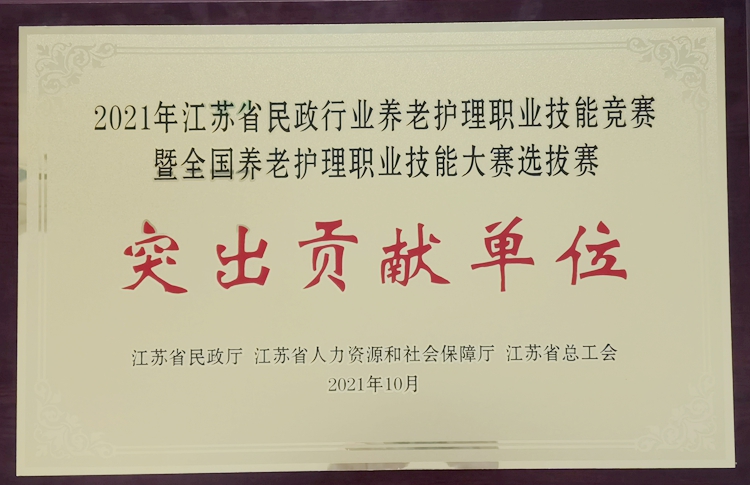 2021年江苏省民政行业养老护理职业技能竞赛
暨全国养老护理职业技能大赛选拔赛
突出贡献单位
江苏省民政厅 江苏省人力资源和社会保障厅 江苏省总工会
2021年10月